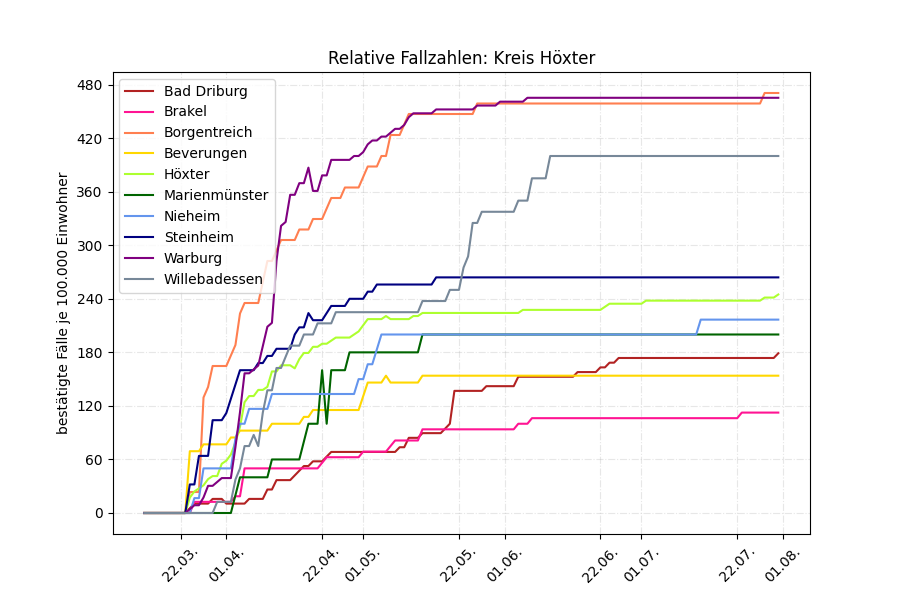 Relative Fallzahlen: Kreis Höxter
bestätigte Fälle je 100.000 Einwohner
480
420
360
300
240
180
120
60
0
Bad Driburg
Brakel
Borgentreich
Beverungen
Höxter
Marienmünster
Nieheim
Steinheim
Warburg
Willebadessen
22.03.
01.04.
22.04.
01.05.
22.05.
01.06.
22.06.
01.07.
22.07.
01.08.